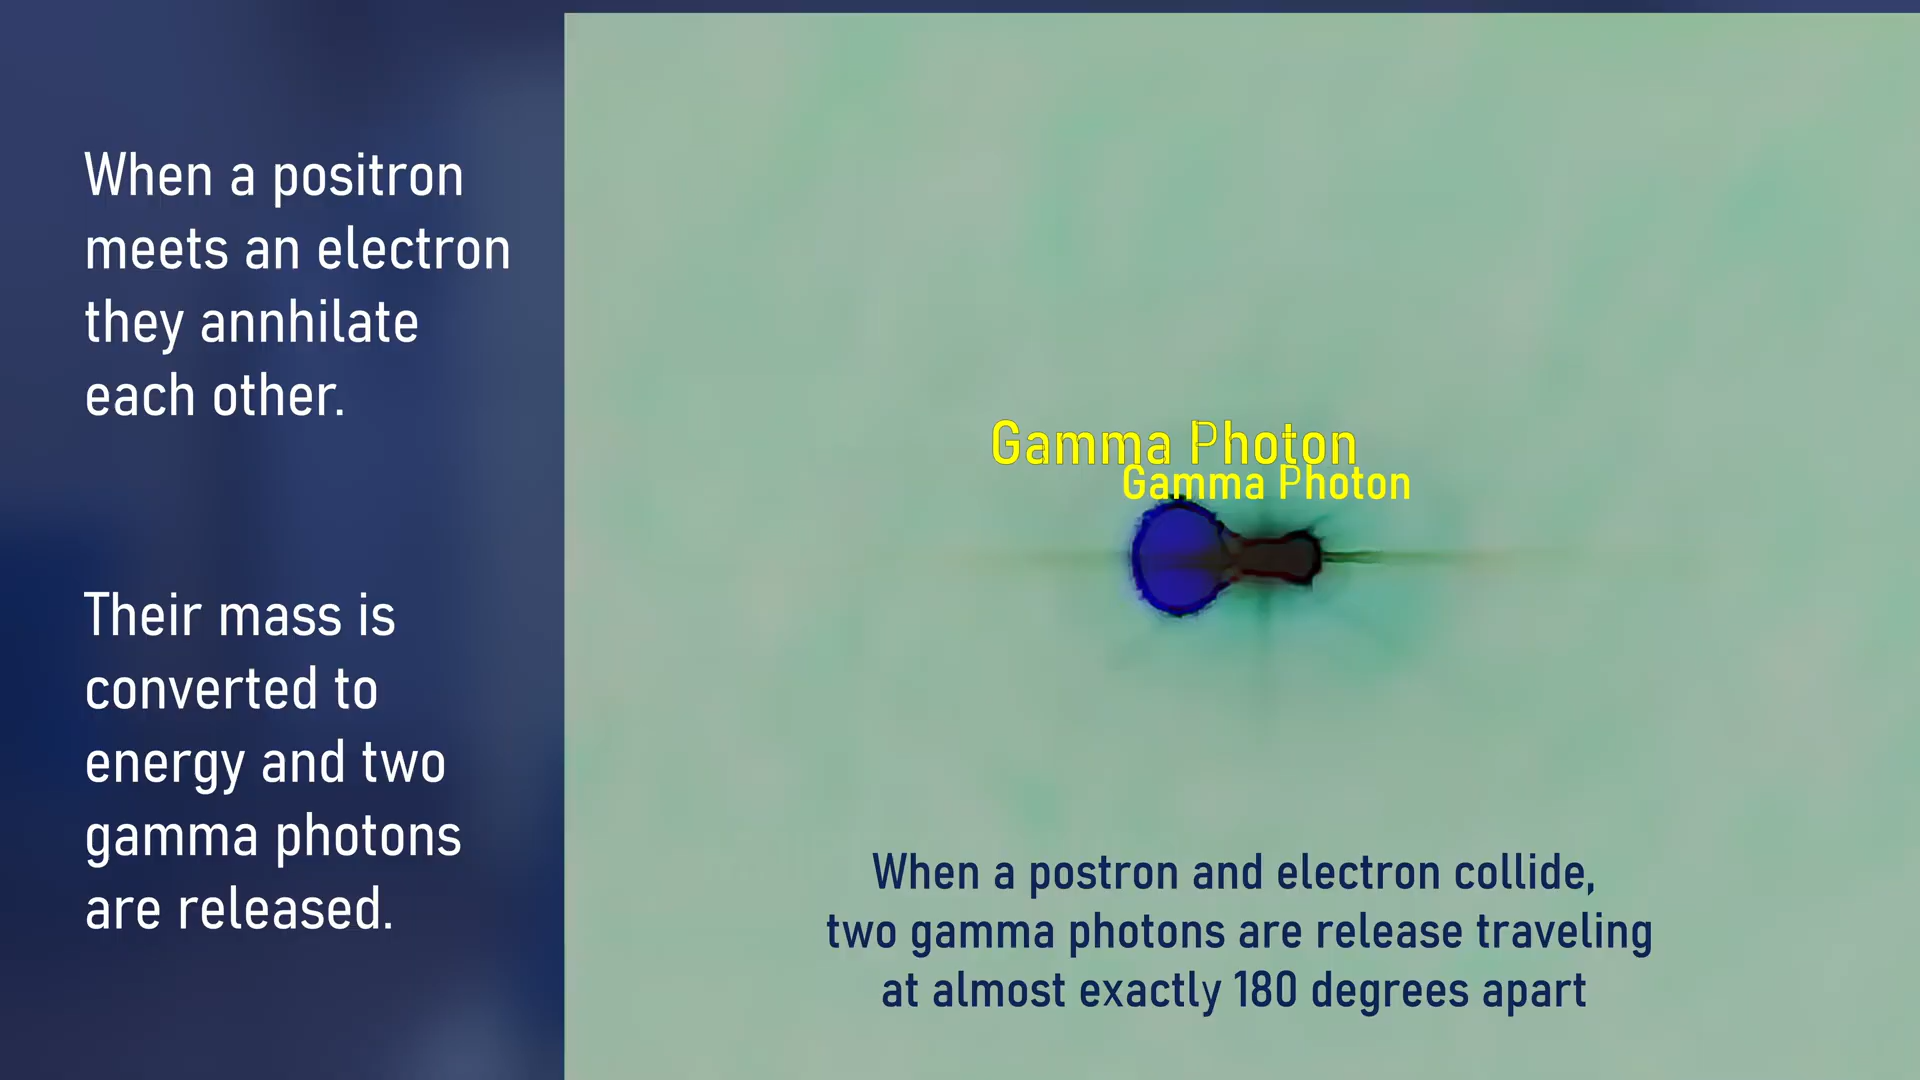 When a positron
meets an electron
they annhilate
each other.
Their mass is
converted to
energy and two
gamma photons
are released.
Gamma Photon
Gamma Photon
When a postron and electron collide,
two gamma photons are release traveling
at almost exactly 180 degrees apart